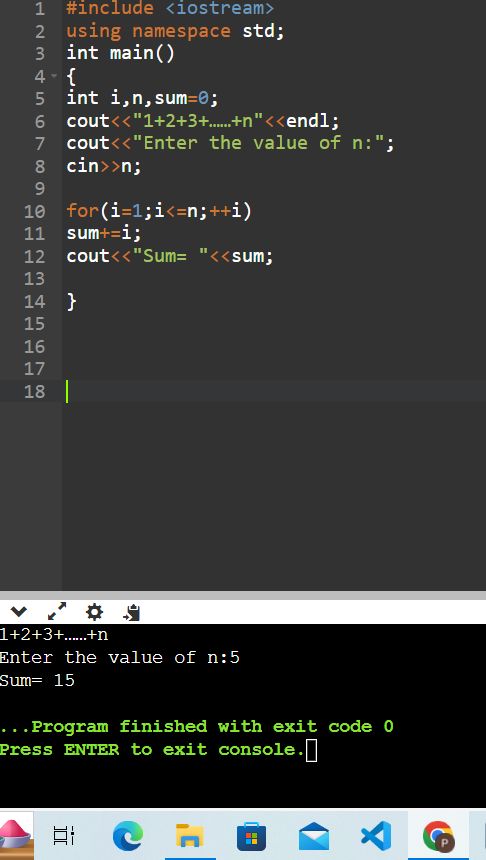 1 #include <iostream>
2 using namespace std;
3 int main()
4 {
5 int i,n,sum=0;
6 cout<<"1+2+3+……+n"<<endl;
7 cout<<"Enter the value of n:";
8 cin>>n;
9
10 for(i=1;i<=n;++i)
11 sum+=i;
12 cout<<"Sum= "<<sum;
13
14 }
15
16
17
18
1+2+3+……+n
Enter the value of n:5
Sum= 15
...Program finished with exit code 0
Press ENTER to exit console.
P